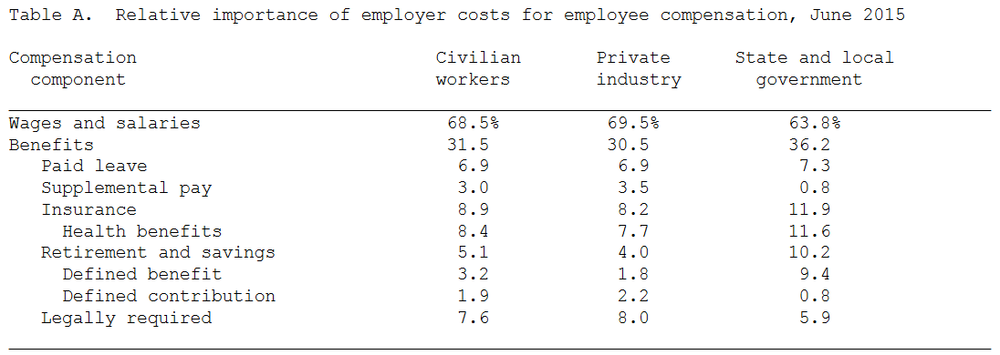 Table A.  Relative importance of employer costs for employee compensation, June 2015
Compensation component    Civilian workers    Private industry    State and local government
Wages and salaries    68.5%    69.5%    63.8%
Benefits    31.5    30.5    36.2
Paid leave    6.9    6.9    7.3
Supplemental pay    3.0    3.5    0.8
Insurance    8.9    8.2    11.9
Health benefits    8.4    7.7    11.6
Retirement and savings    5.1    4.0    10.2
Defined benefit    3.2    1.8    9.4
Defined contribution    1.9    2.2    0.8
Legally required    7.6    8.0    5.9